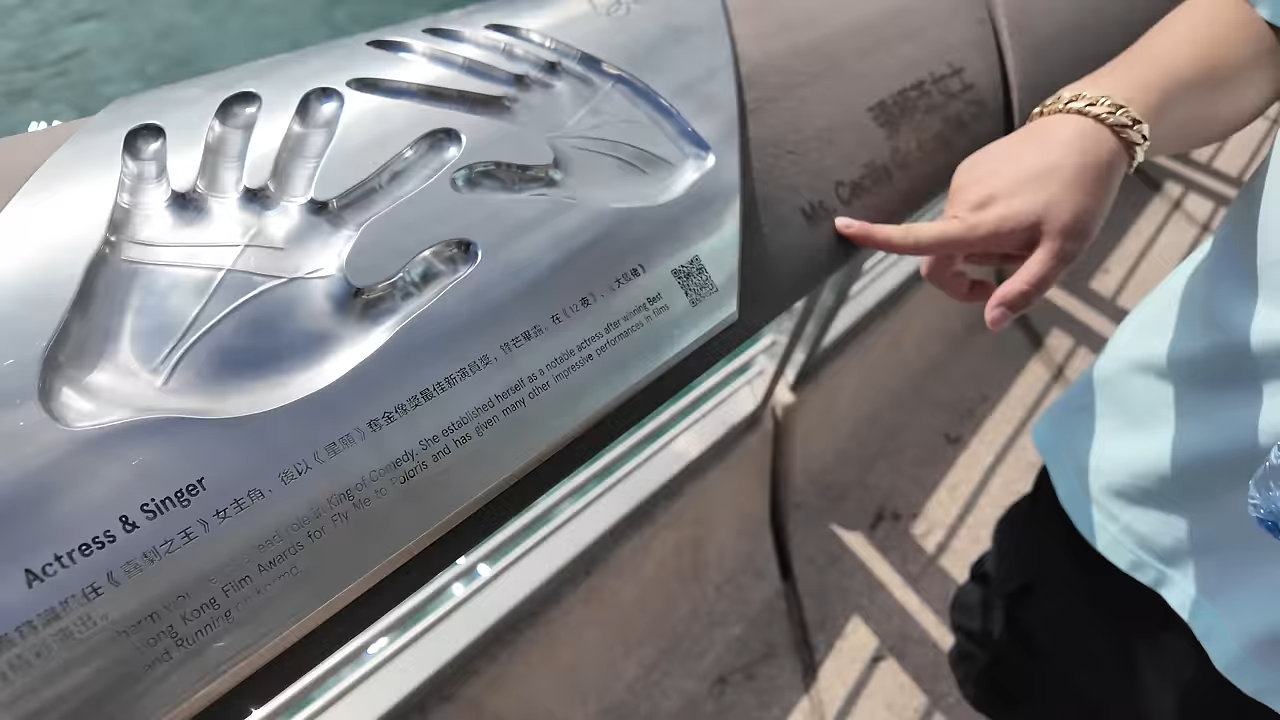 Ms Cecilia
Actress & Singer
任《喜劇之王》女主角，後以《星願》奪金像獎最佳新演員獎，鋒芒畢露。在《12夜》、《大隻佬》
演出。
lead role in King of Comedy. She established herself as a notable actress after winning Best
Hong Kong Film Awards for Fly Me to Polaris and has given many other impressive performances in films
and Running on Karma.